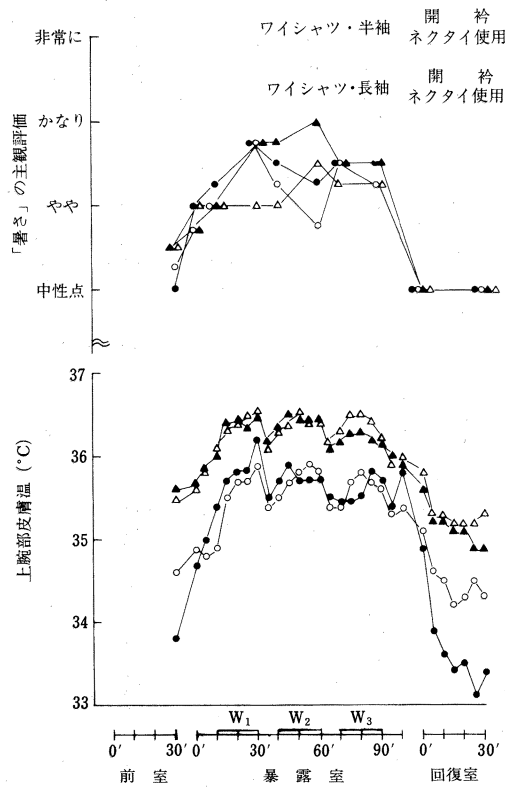 非常に
ワイシャツ・半袖 開 衿
ネクタイ使用
ワイシャツ・長袖 開 衿
ネクタイ使用
かなり
やや
中性点
「暑さ」の主観評価
37
36
35
34
33
上腕部皮膚温 (°C)
W₁ W₂ W₃
0′ 30′ 0′ 30′ 60′ 90′ 0′ 30′
前 室 暴 露 室 回復室